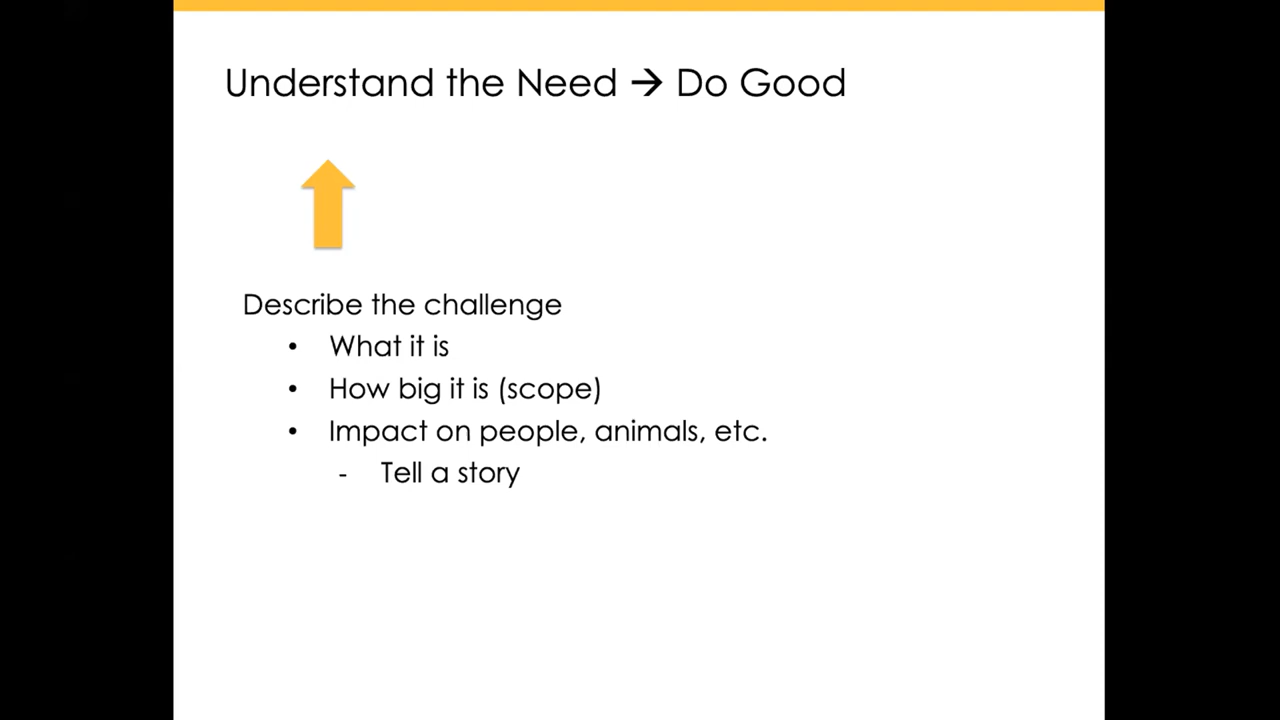 Understand the Need → Do Good
Describe the challenge
• What it is
• How big it is (scope)
• Impact on people, animals, etc.
- Tell a story